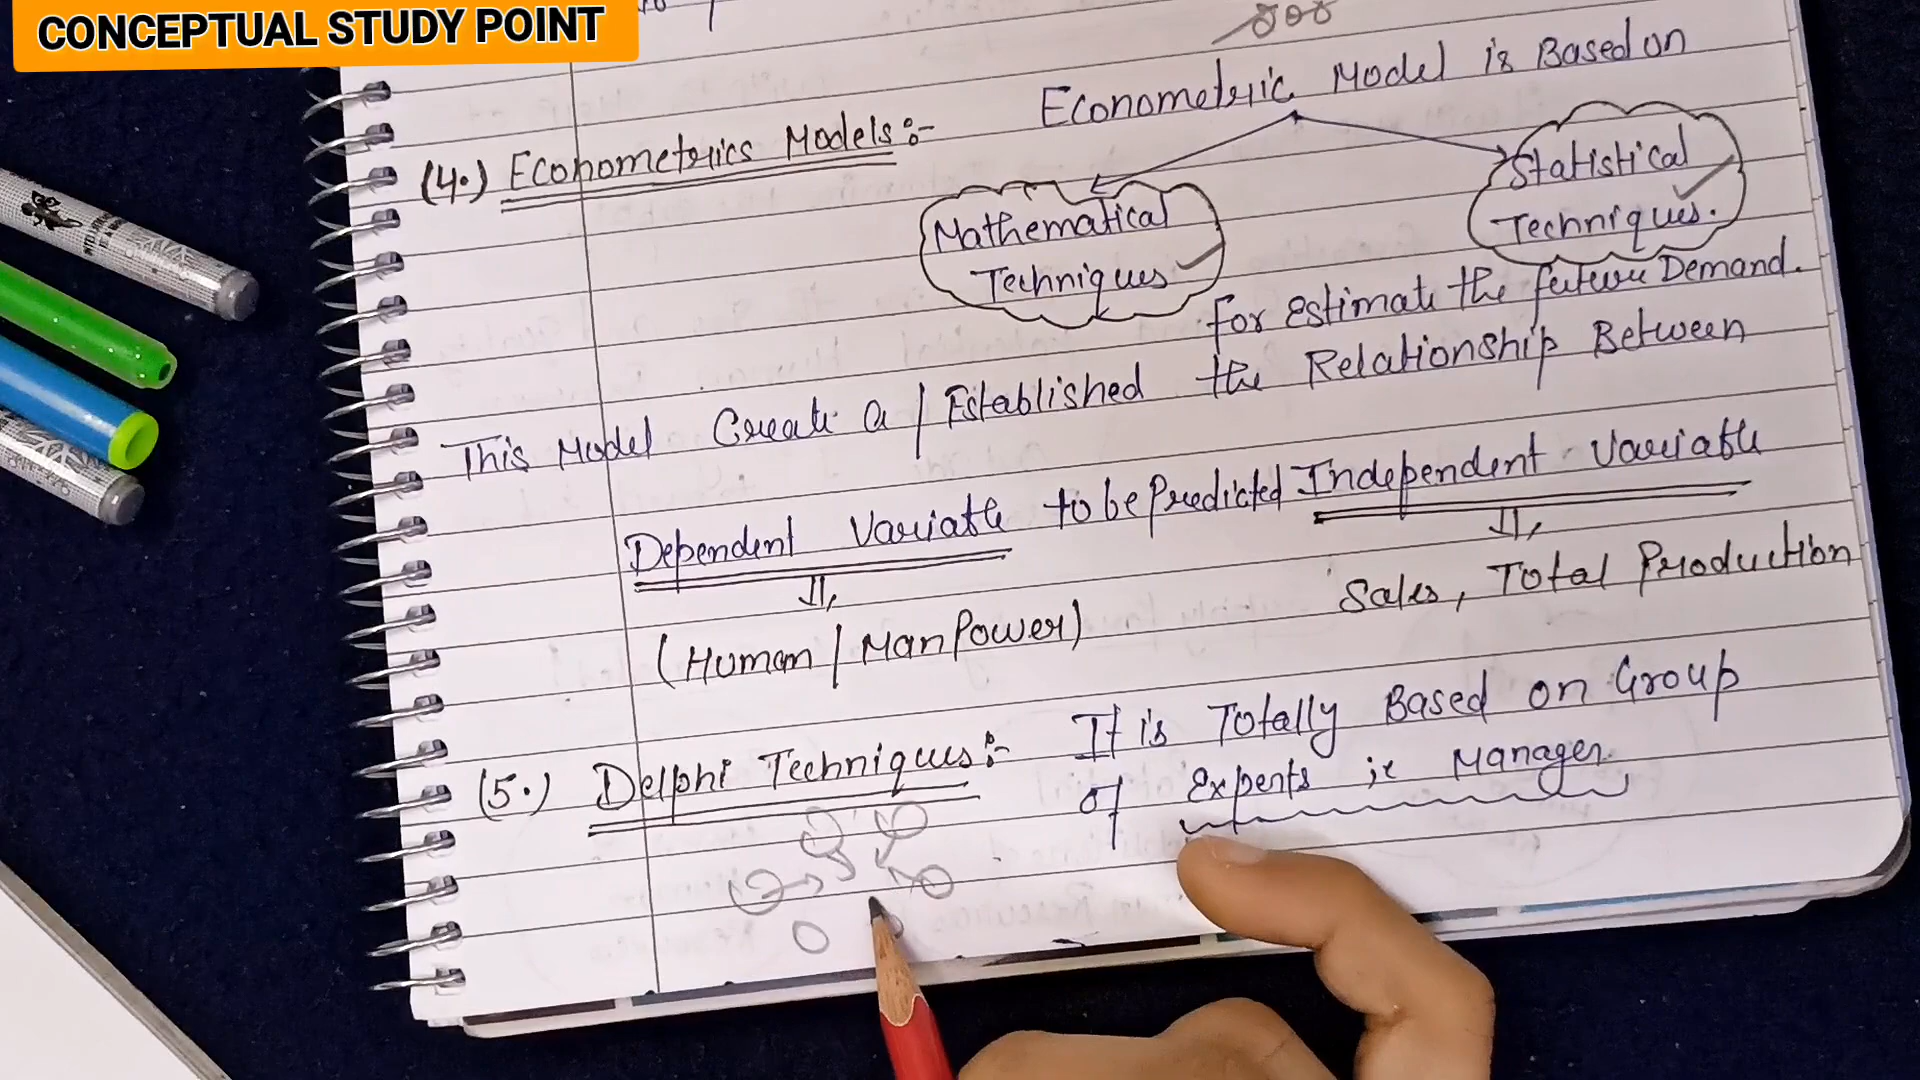 CONCEPTUAL STUDY POINT
Econometric Model is Based on
(4.) Econometrics Models :-
Mathematical Techniques
Statistical Techniques.
for estimate the future Demand.
This Model Create a / Established the Relationship Between
Dependent Variable to be Predicted Independent Variable
(Human / ManPower)
Sales, Total Production
(5.) Delphi Techniques :- It is Totally Based on Group
of Experts ie Manager.